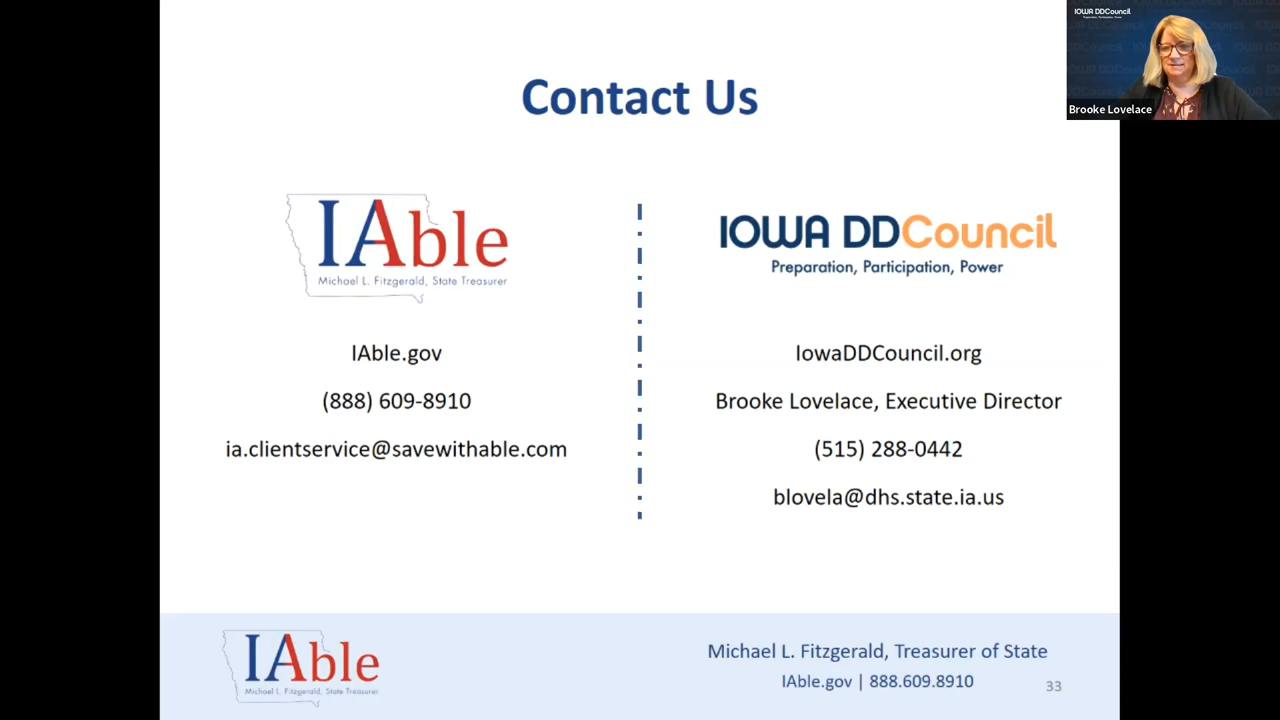 Contact Us
IOWA DDCouncil
Brooke Lovelace
IAble
Michael L. Fitzgerald, State Treasurer
IAble.gov
(888) 609-8910
ia.clientservice@savewithable.com
IOWA DDCouncil
Preparation, Participation, Power
IowaDDCouncil.org
Brooke Lovelace, Executive Director
(515) 288-0442
blovela@dhs.state.ia.us
IAble
Michael L. Fitzgerald, State Treasurer
Michael L. Fitzgerald, Treasurer of State
IAble.gov | 888.609.8910
33